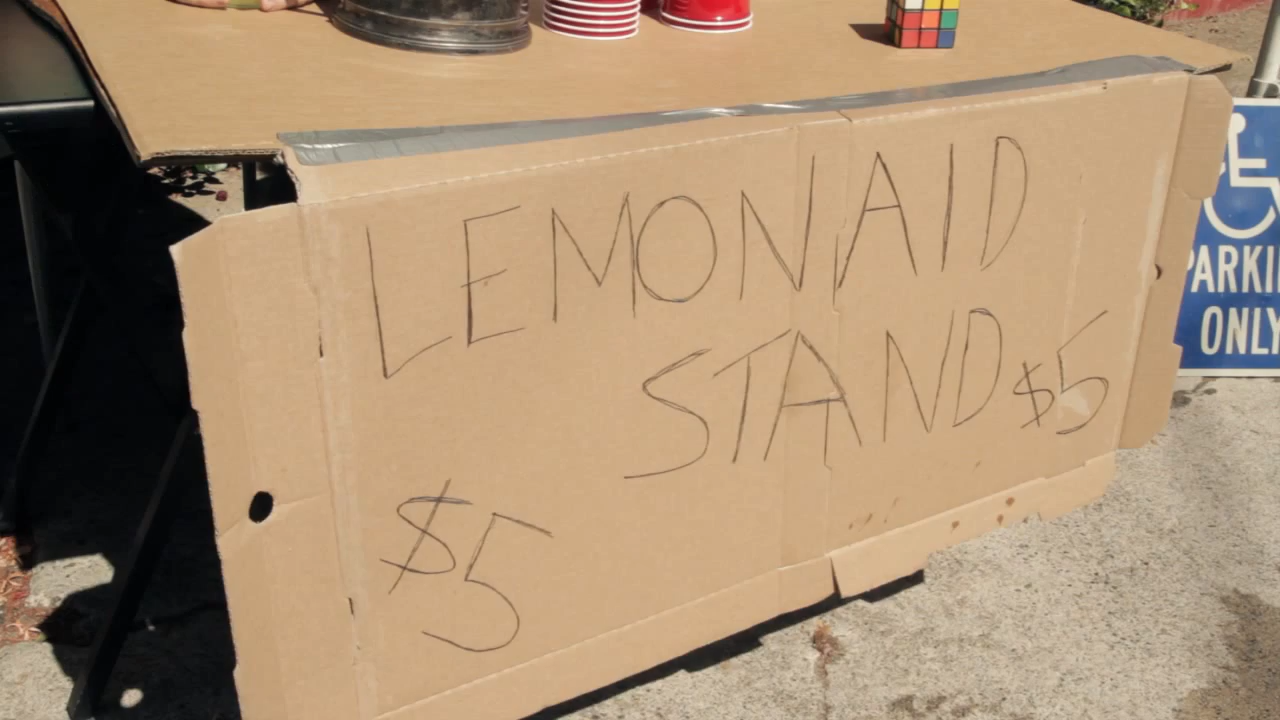 LEMONAID
STAND $5
$5
PARKI
ONLY